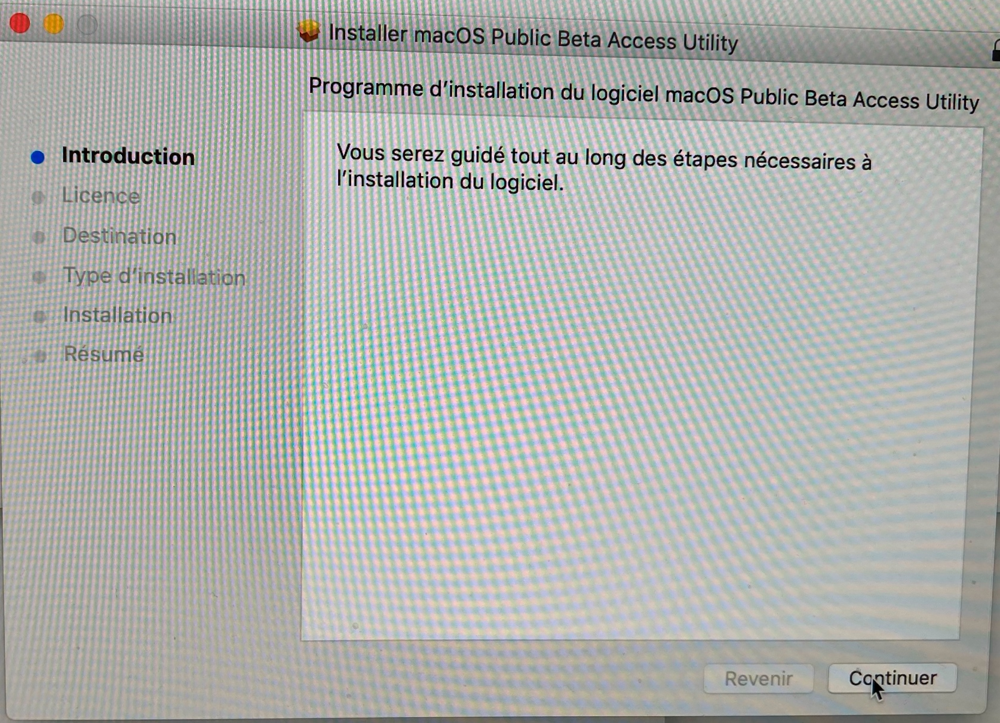 Installer macOS Public Beta Access Utility
Programme d'installation du logiciel macOS Public Beta Access Utility
Introduction
Licence
Destination
Type d'installation
Installation
Résumé
Vous serez guidé tout au long des étapes nécessaires à
l'installation du logiciel.
Revenir
Continuer